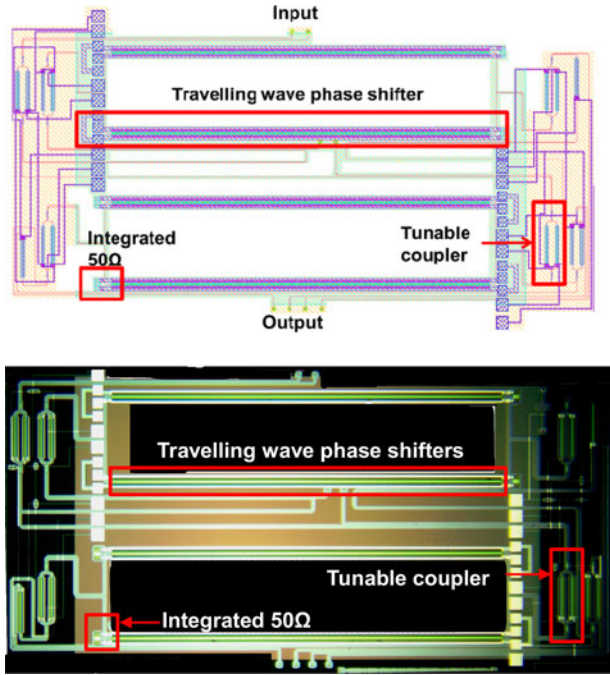 Input
Travelling wave phase shifter
Integrated
50Ω
Tunable
coupler
Output
Travelling wave phase shifters
Tunable coupler
Integrated 50Ω